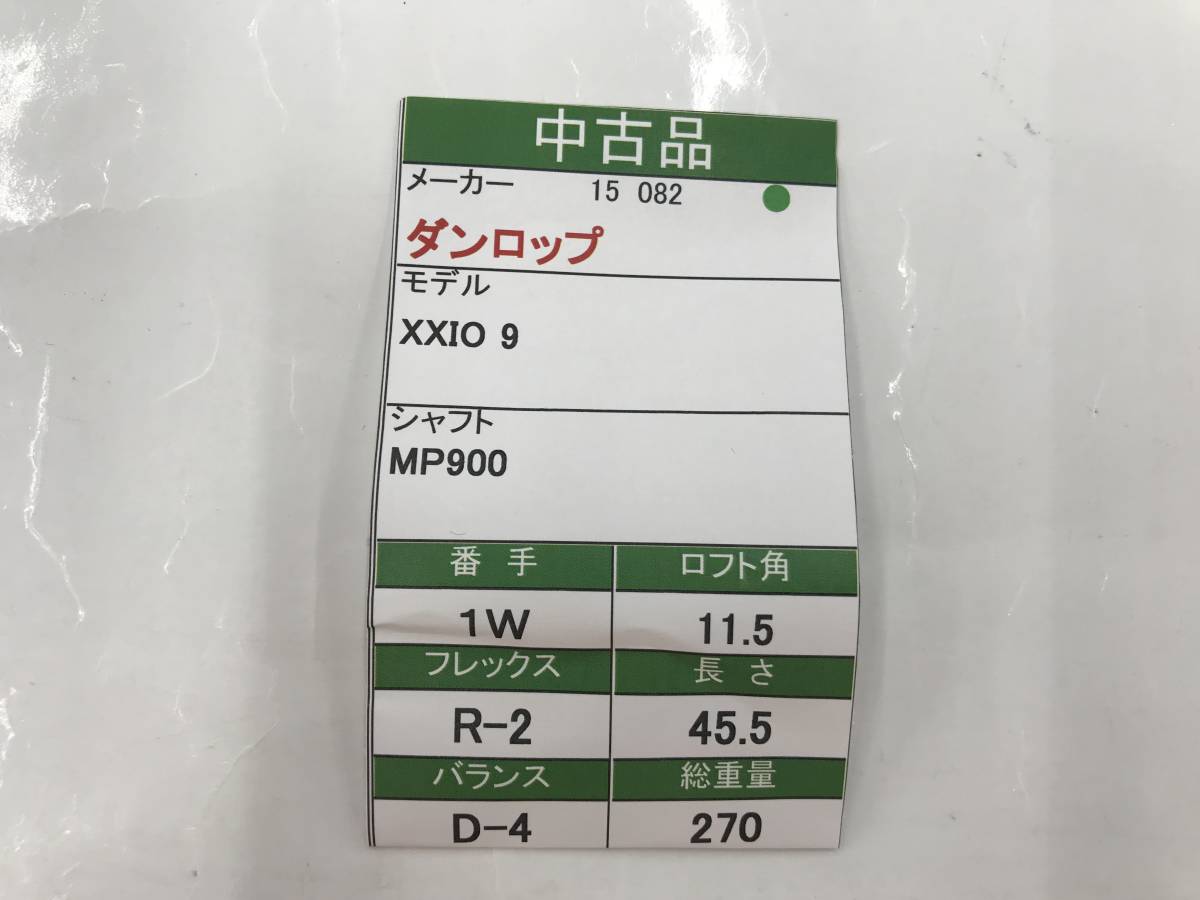 中古品
メーカー 15 082
ダンロップ
モデル
XXIO 9
シャフト
MP900
番手 ロフト角
1W 11.5
フレックス 長さ
R-2 45.5
バランス 総重量
D-4 270